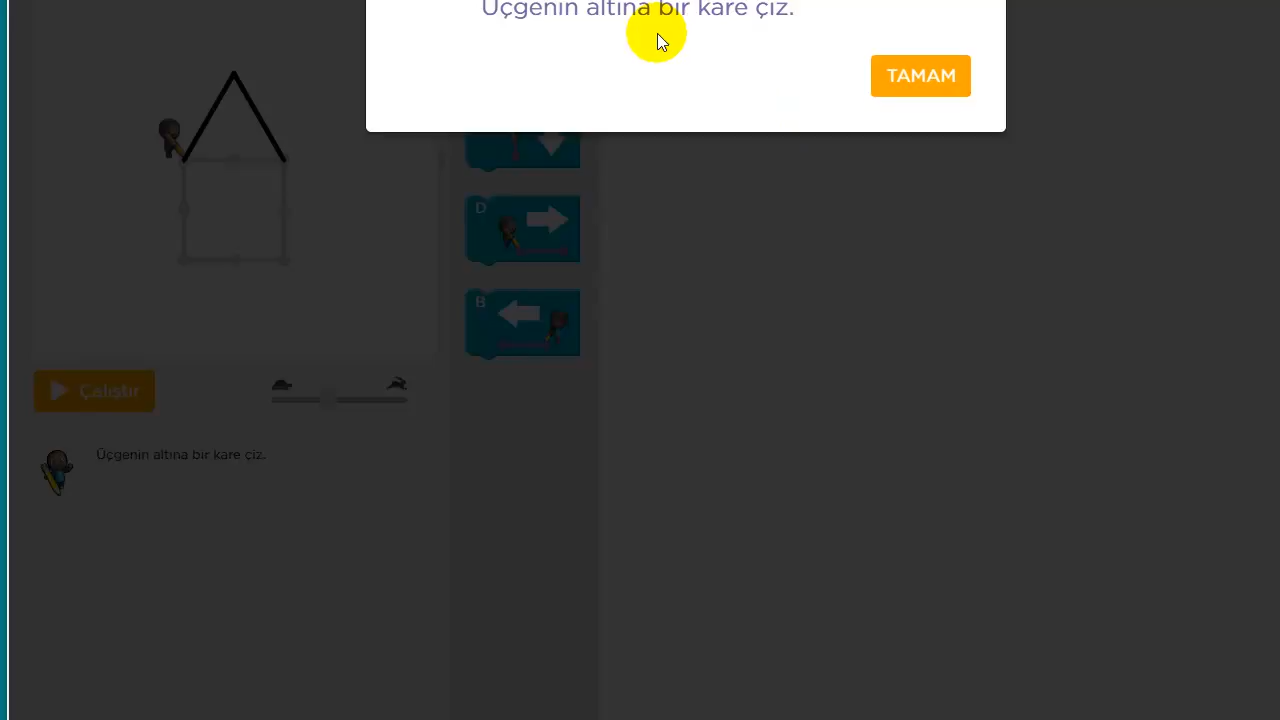 Üçgenin altına bir kare çiz.
TAMAM
D
B
Çalıştır
Üçgenin altına bir kare çiz.